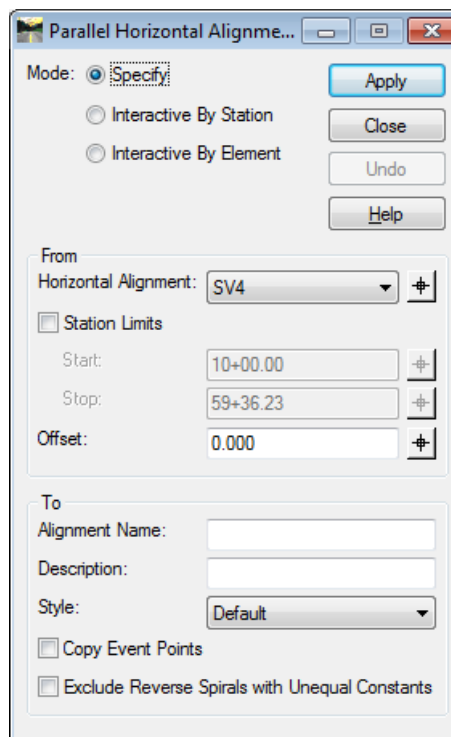 Parallel Horizontal Alignme...
Mode: Specify
Interactive By Station
Interactive By Element
Apply
Close
Undo
Help
From
Horizontal Alignment: SV4
Station Limits
Start: 10+00.00
Stop: 59+36.23
Offset: 0.000
To
Alignment Name:
Description:
Style: Default
Copy Event Points
Exclude Reverse Spirals with Unequal Constants